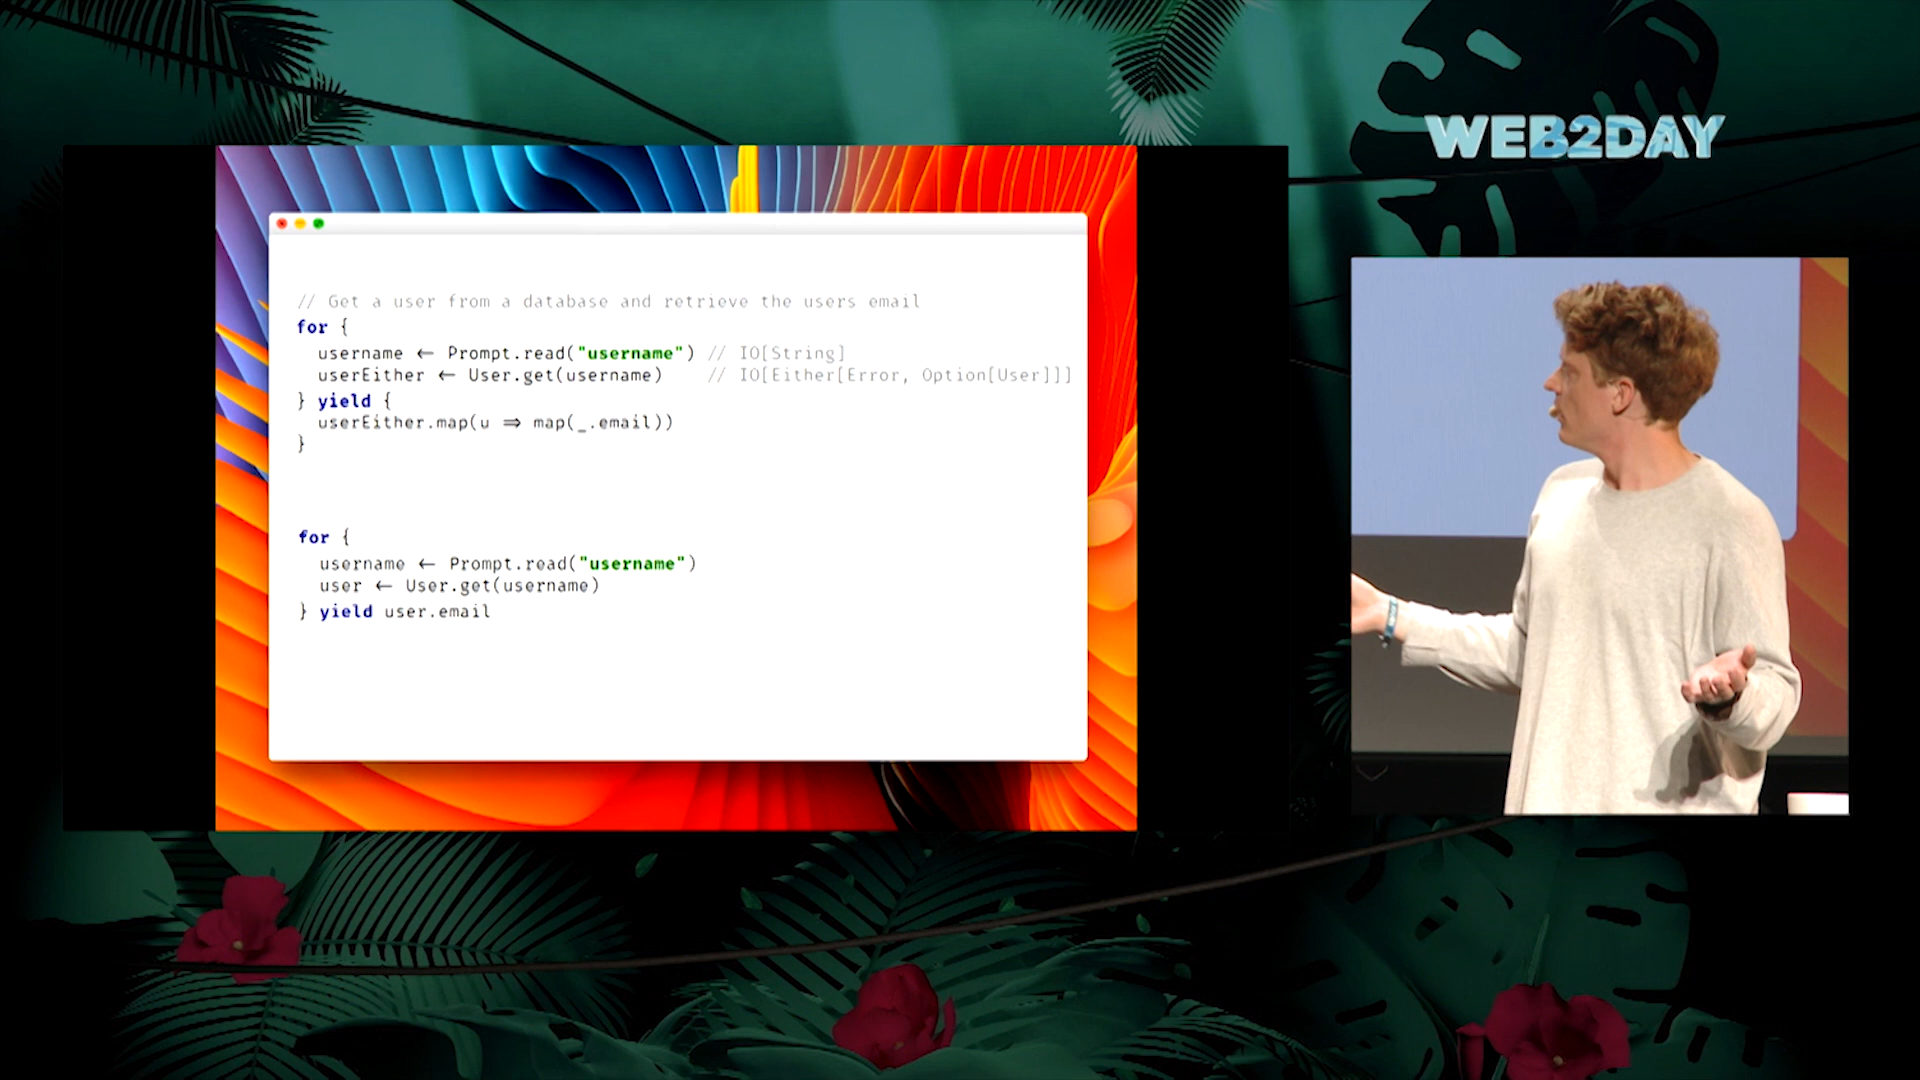 WEB2DAY
// Get a user from a database and retrieve the users email
for {
username ← Prompt.read("username") // IO[String]
userEither ← User.get(username) // IO[Either[Error, Option[User]]]
} yield {
userEither.map(u ⇒ map(_.email))
}
for {
username ← Prompt.read("username")
user ← User.get(username)
} yield user.email